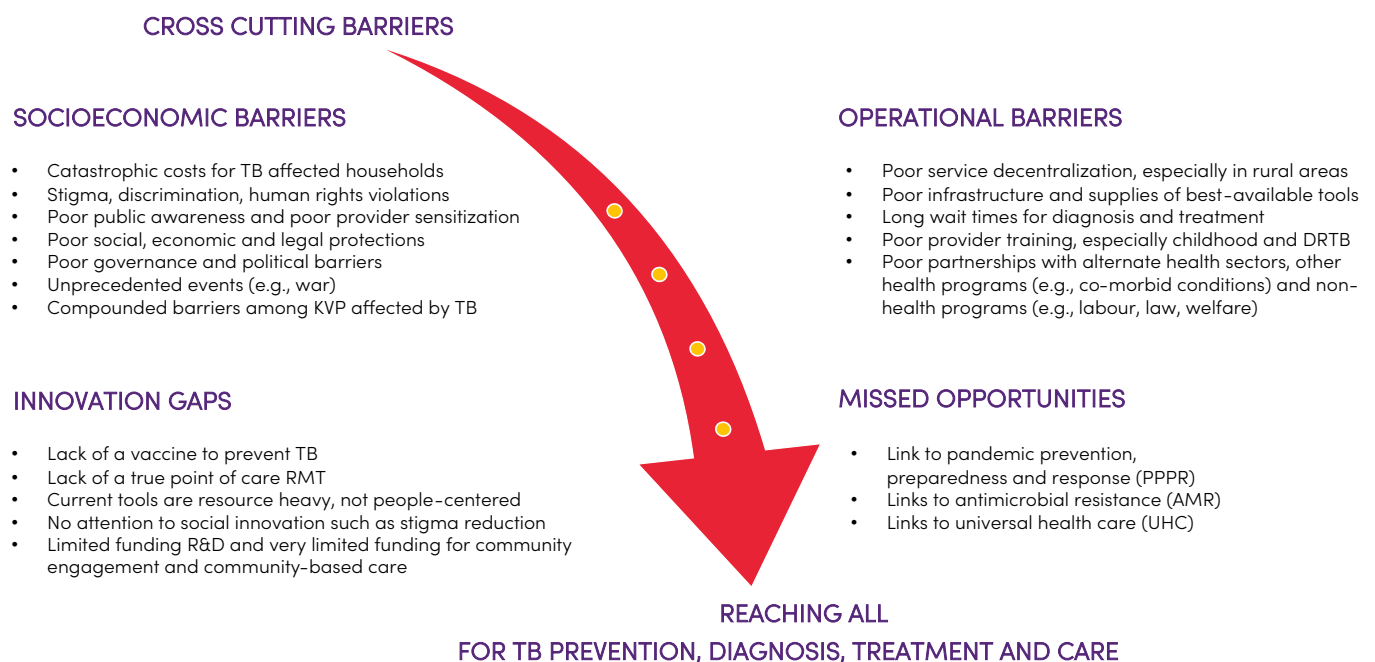 CROSS CUTTING BARRIERS
SOCIOECONOMIC BARRIERS
• Catastrophic costs for TB affected households
• Stigma, discrimination, human rights violations
• Poor public awareness and poor provider sensitization
• Poor social, economic and legal protections
• Poor governance and political barriers
• Unprecedented events (e.g., war)
• Compounded barriers among KVP affected by TB
OPERATIONAL BARRIERS
• Poor service decentralization, especially in rural areas
• Poor infrastructure and supplies of best-available tools
• Long wait times for diagnosis and treatment
• Poor provider training, especially childhood and DRTB
• Poor partnerships with alternate health sectors, other
health programs (e.g., co-morbid conditions) and non-
health programs (e.g., labour, law, welfare)
INNOVATION GAPS
• Lack of a vaccine to prevent TB
• Lack of a true point of care RMT
• Current tools are resource heavy, not people-centered
• No attention to social innovation such as stigma reduction
• Limited funding R&D and very limited funding for community
engagement and community-based care
MISSED OPPORTUNITIES
• Link to pandemic prevention,
preparedness and response (PPPR)
• Links to antimicrobial resistance (AMR)
• Links to universal health care (UHC)
REACHING ALL
FOR TB PREVENTION, DIAGNOSIS, TREATMENT AND CARE